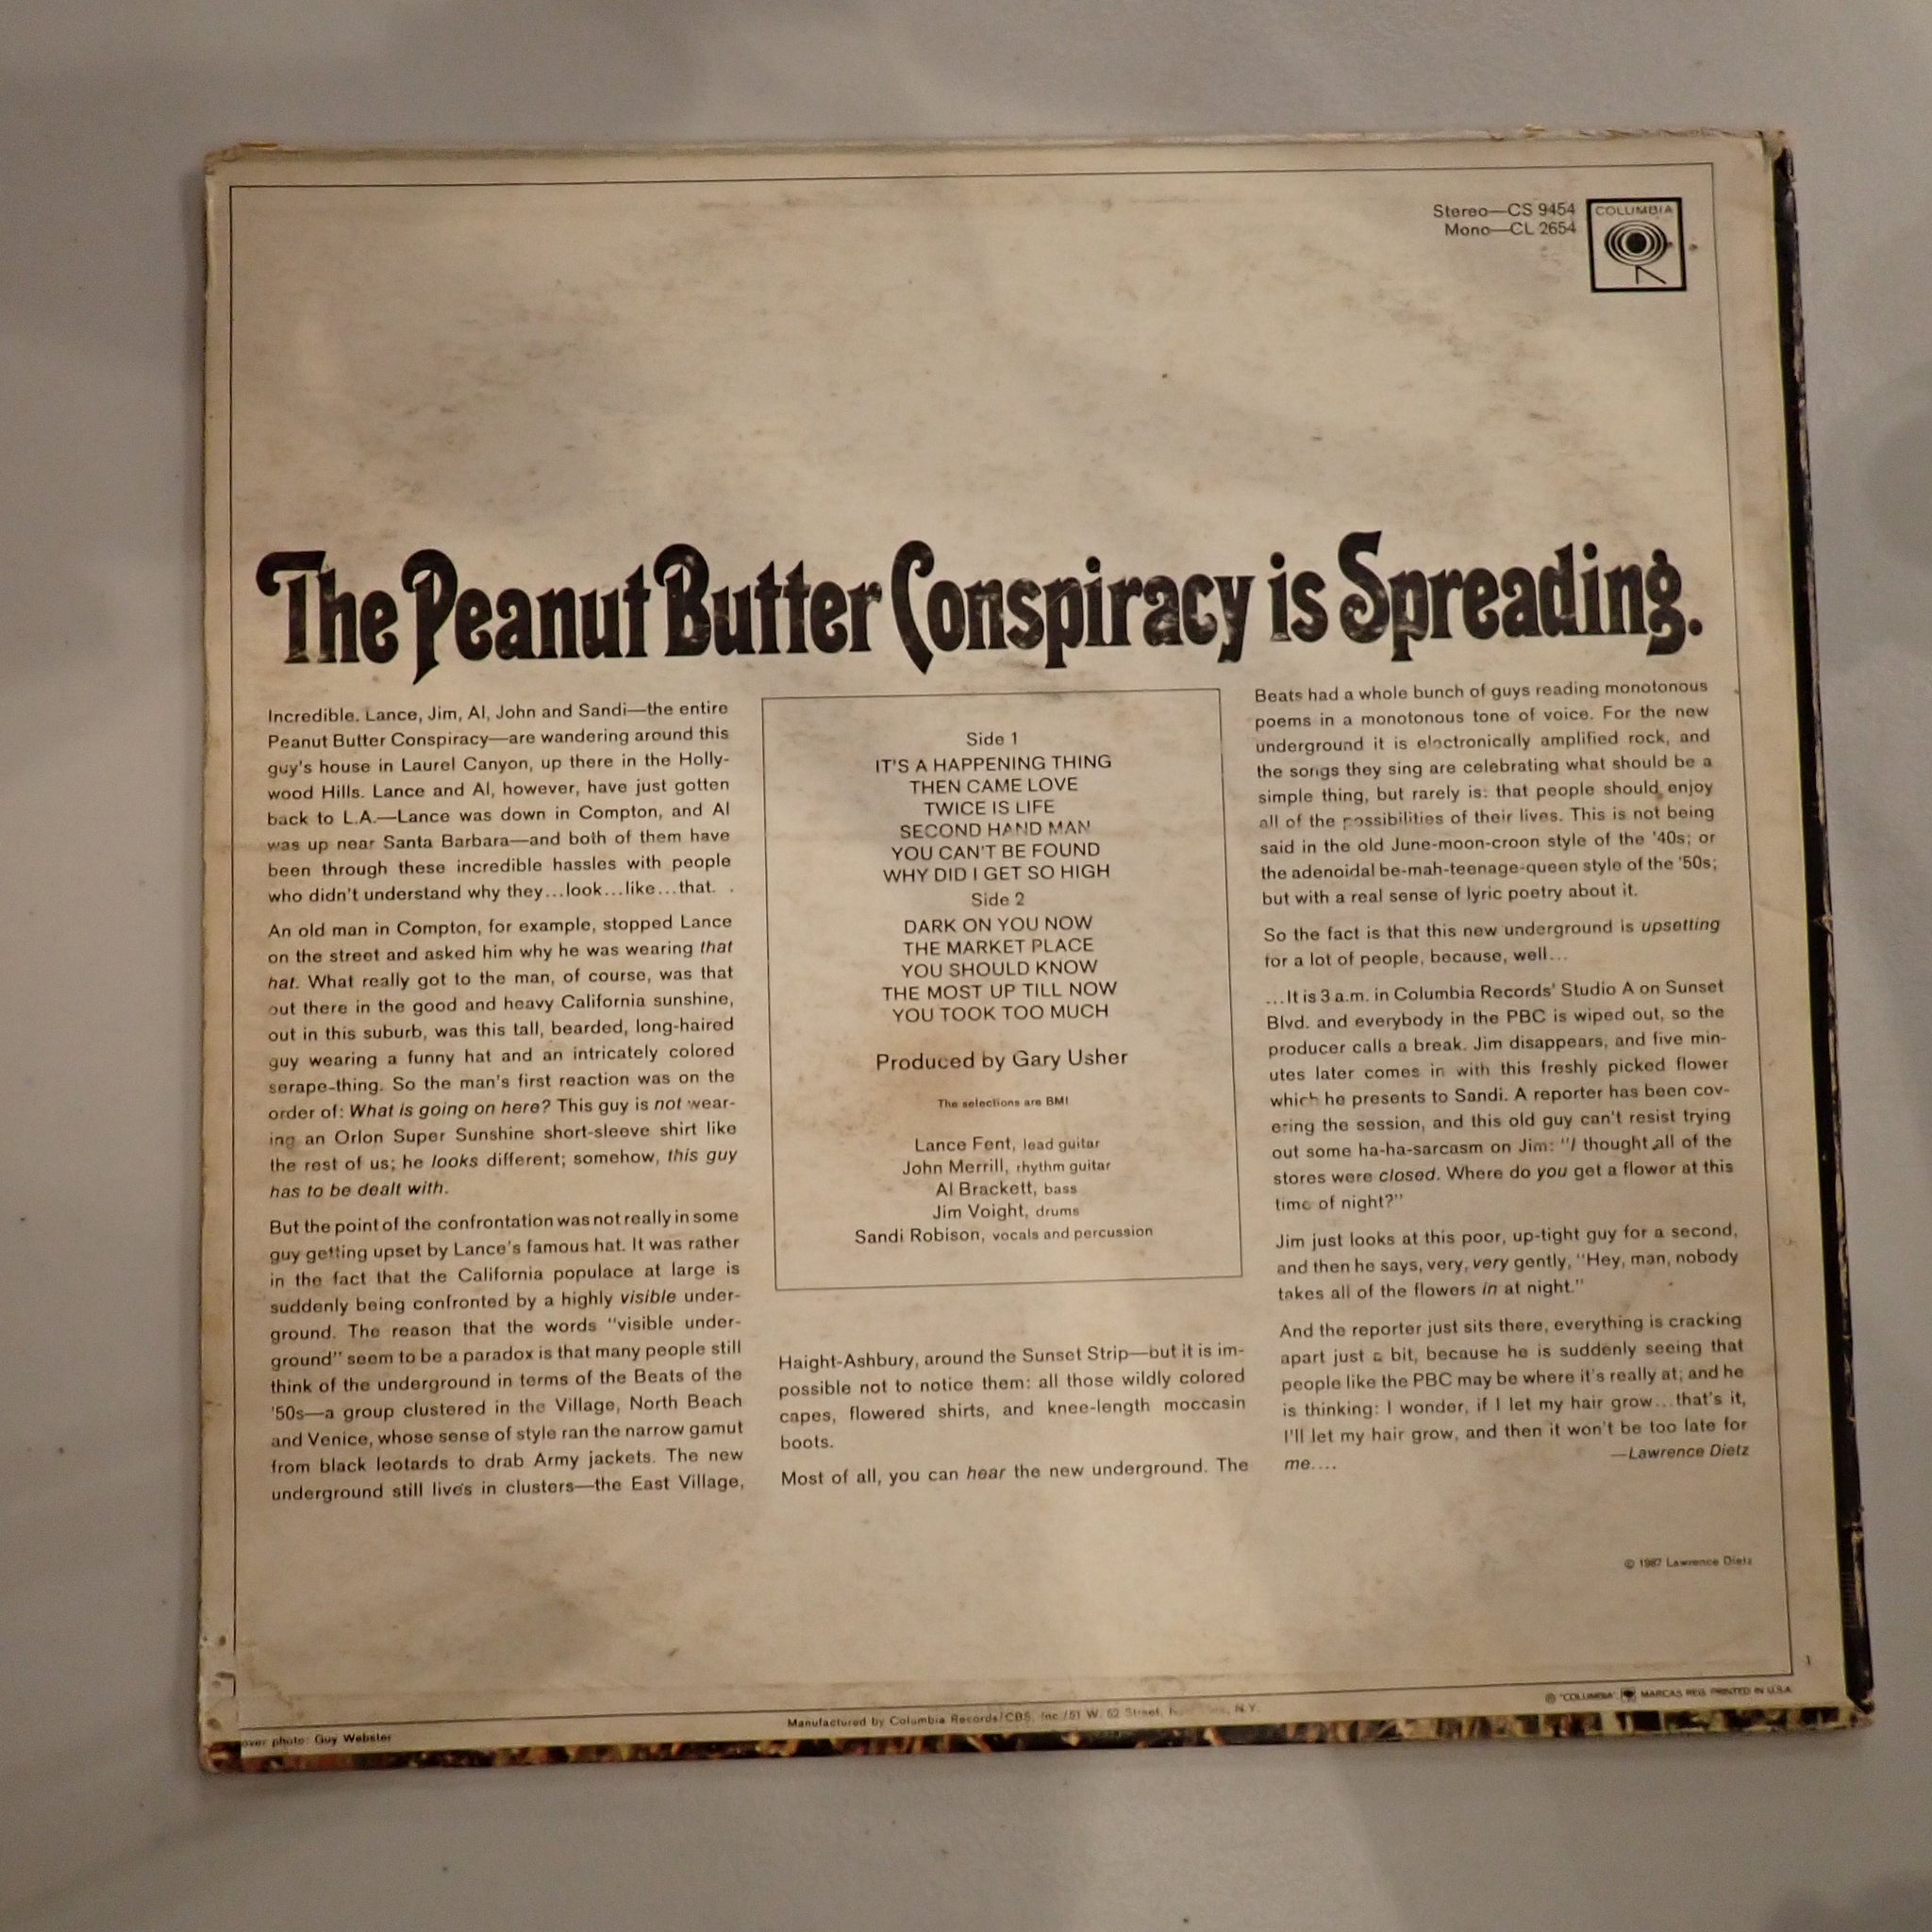 Stereo—CS 9454
Mono—CL 2654
COLUMBIA
The Peanut Butter Conspiracy is Spreading.
Incredible. Lance, Jim, Al, John and Sandi—the entire
Peanut Butter Conspiracy—are wandering around this
guy's house in Laurel Canyon, up there in the Holly-
wood Hills. Lance and Al, however, have just gotten
back to L.A.—Lance was down in Compton, and Al
was up near Santa Barbara—and both of them have
been through these incredible hassles with people
who didn't understand why they...look...like...that.
An old man in Compton, for example, stopped Lance
on the street and asked him why he was wearing that
hat. What really got to the man, of course, was that
out there in the good and heavy California sunshine,
out in this suburb, was this tall, bearded, long-haired
guy wearing a funny hat and an intricately colored
serape-thing. So the man's first reaction was on the
order of: What is going on here? This guy is not wear-
ing an Orlon Super Sunshine short-sleeve shirt like
the rest of us; he looks different; somehow, this guy
has to be dealt with.
But the point of the confrontation was not really in some
guy getting upset by Lance's famous hat. It was rather
in the fact that the California populace at large is
suddenly being confronted by a highly visible under-
ground. The reason that the words "visible under-
ground" seem to be a paradox is that many people still
think of the underground in terms of the Beats of the
'50s—a group clustered in the Village, North Beach
and Venice, whose sense of style ran the narrow gamut
from black leotards to drab Army jackets. The new
underground still lives in clusters—the East Village,
Side 1
IT'S A HAPPENING THING
THEN CAME LOVE
TWICE IS LIFE
SECOND HAND MAN
YOU CAN'T BE FOUND
WHY DID I GET SO HIGH
Side 2
DARK ON YOU NOW
THE MARKET PLACE
YOU SHOULD KNOW
THE MOST UP TILL NOW
YOU TOOK TOO MUCH
Produced by Gary Usher
The selections are BMI
Lance Fent, lead guitar
John Merrill, rhythm guitar
Al Brackett, bass
Jim Voight, drums
Sandi Robison, vocals and percussion
Haight-Ashbury, around the Sunset Strip—but it is im-
possible not to notice them: all those wildly colored
capes, flowered shirts, and knee-length moccasin
boots.
Most of all, you can hear the new underground. The
Beats had a whole bunch of guys reading monotonous
poems in a monotonous tone of voice. For the new
underground it is electronically amplified rock, and
the songs they sing are celebrating what should be a
simple thing, but rarely is: that people should enjoy
all of the possibilities of their lives. This is not being
said in the old June-moon-croon style of the '40s; or
the adenoidal be-mah-teenage-queen style of the '50s;
but with a real sense of lyric poetry about it.
So the fact is that this new underground is upsetting
for a lot of people, because, well...
...It is 3 a.m. in Columbia Records' Studio A on Sunset
Blvd. and everybody in the PBC is wiped out, so the
producer calls a break. Jim disappears, and five min-
utes later comes in with this freshly picked flower
which he presents to Sandi. A reporter has been cov-
ering the session, and this old guy can't resist trying
out some ha-ha-sarcasm on Jim: "I thought all of the
stores were closed. Where do you get a flower at this
time of night?"
Jim just looks at this poor, up-tight guy for a second,
and then he says, very, very gently, "Hey, man, nobody
takes all of the flowers in at night."
And the reporter just sits there, everything is cracking
apart just a bit, because he is suddenly seeing that
people like the PBC may be where it's really at; and he
is thinking: I wonder, if I let my hair grow...that's it,
I'll let my hair grow, and then it won't be too late for
me....
—Lawrence Dietz
© 1967 Lawrence Dietz
1
® "COLUMBIA", MARCAS REG. PRINTED IN U.S.A.
Manufactured by Columbia Records/CBS, Inc./51 W. 52 Street, N.Y.
over photo: Guy Webster